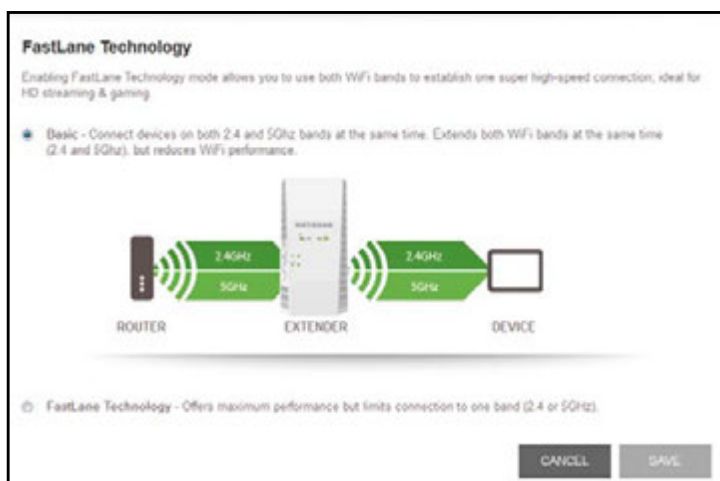 FastLane Technology
Enabling FastLane Technology mode allows you to use both WiFi bands to establish one super high-speed connection; ideal for
HD streaming & gaming.
Basic - Connect devices on both 2.4 and 5Ghz bands at the same time. Extends both WiFi bands at the same time
(2.4 and 5Ghz), but reduces WiFi performance.
NETGEAR
2.4GHz 2.4GHz
5GHz 5GHz
ROUTER EXTENDER DEVICE
FastLane Technology - Offers maximum performance but limits connection to one band (2.4 or 5GHz).
CANCEL SAVE